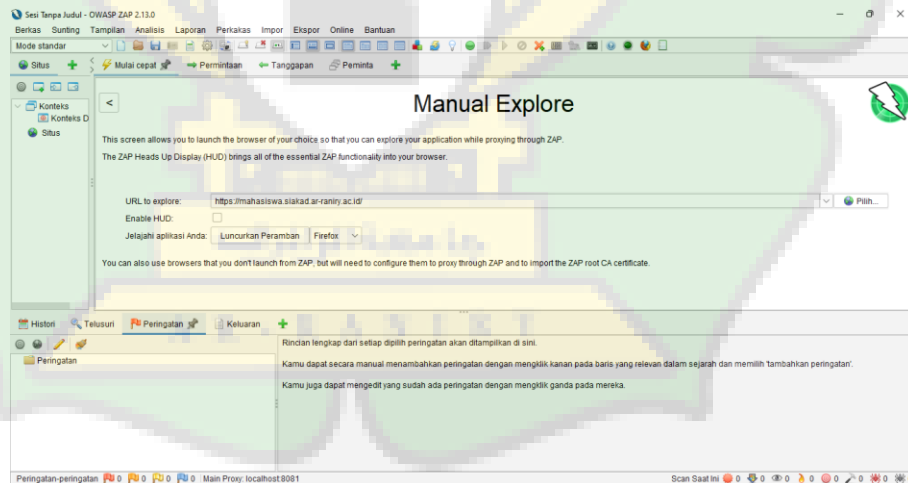 Sesi Tanpa Judul - OWASP ZAP 2.13.0
Berkas Sunting Tampilan Analisis Laporan Perkakas Impor Ekspor Online Bantuan
Mode standar
Situs
Mulai cepat Permintaan Tanggapan Peminta
Konteks
Konteks D
Situs
<
Manual Explore
This screen allows you to launch the browser of your choice so that you can explore your application while proxying through ZAP.
The ZAP Heads Up Display (HUD) brings all of the essential ZAP functionality into your browser.
URL to explore: https://mahasiswa.siakad.ar-raniry.ac.id/ Pilih...
Enable HUD:
Jelajahi aplikasi Anda: Luncurkan Peramban Firefox
You can also use browsers that you don't launch from ZAP, but will need to configure them to proxy through ZAP and to import the ZAP root CA certificate.
Histori Telusuri Peringatan Keluaran
Peringatan
Rincian lengkap dari setiap dipilih peringatan akan ditampilkan di sini.
Kamu dapat secara manual menambahkan peringatan dengan mengklik kanan pada baris yang relevan dalam sejarah dan memilih 'tambahkan peringatan'.
Kamu juga dapat mengedit yang sudah ada peringatan dengan mengklik ganda pada mereka.
Peringatan-peringatan 0 0 0 0 Main Proxy: localhost:8081 Scan Saat Ini 0 0 0 0 0 0 0